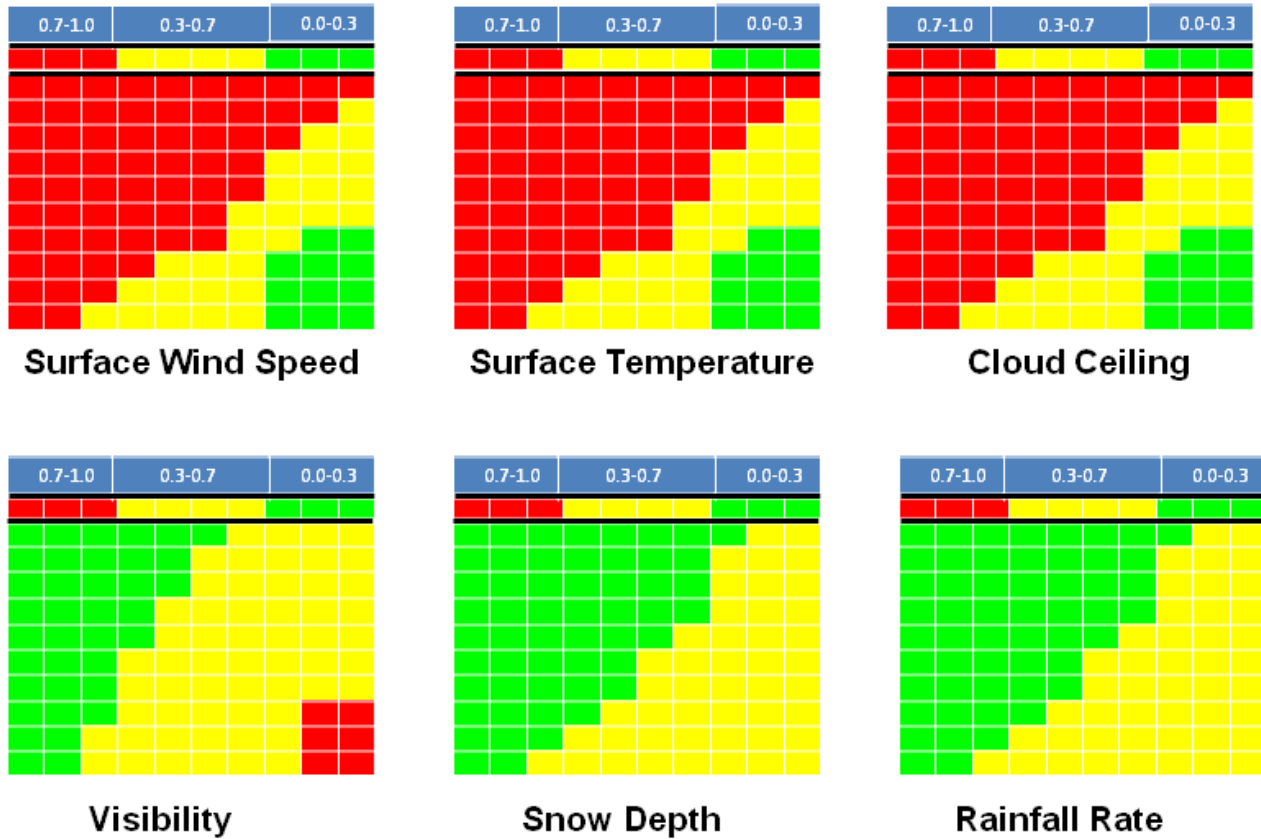 0.7-1.0 0.3-0.7 0.0-0.3 0.7-1.0 0.3-0.7 0.0-0.3 0.7-1.0 0.3-0.7 0.0-0.3
Surface Wind Speed Surface Temperature Cloud Ceiling
0.7-1.0 0.3-0.7 0.0-0.3 0.7-1.0 0.3-0.7 0.0-0.3 0.7-1.0 0.3-0.7 0.0-0.3
Visibility Snow Depth Rainfall Rate